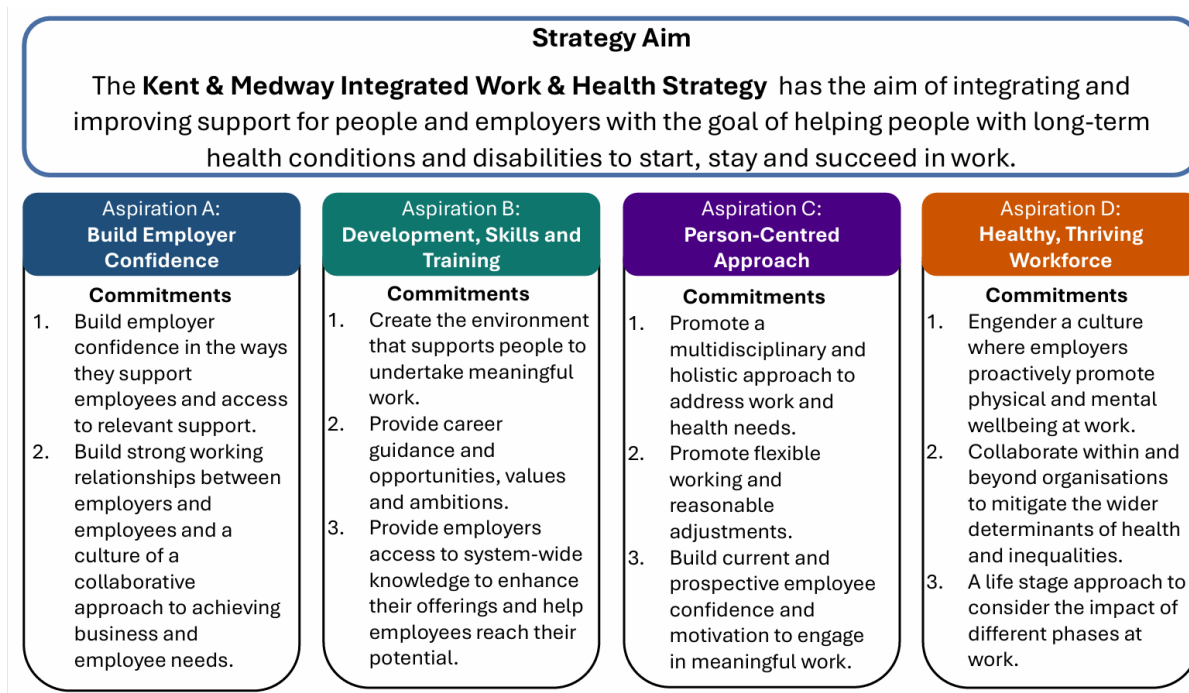 Strategy Aim
The Kent & Medway Integrated Work & Health Strategy has the aim of integrating and
improving support for people and employers with the goal of helping people with long-term
health conditions and disabilities to start, stay and succeed in work.
Aspiration A:
Build Employer
Confidence
Commitments
1. Build employer
confidence in the ways
they support
employees and access
to relevant support.
2. Build strong working
relationships between
employers and
employees and a
culture of a
collaborative
approach to achieving
business and
employee needs.
Aspiration B:
Development, Skills and
Training
Commitments
1. Create the environment
that supports people to
undertake meaningful
work.
2. Provide career
guidance and
opportunities, values
and ambitions.
3. Provide employers
access to system-wide
knowledge to enhance
their offerings and help
employees reach their
potential.
Aspiration C:
Person-Centred
Approach
Commitments
1. Promote a
multidisciplinary and
holistic approach to
address work and
health needs.
2. Promote flexible
working and
reasonable
adjustments.
3. Build current and
prospective employee
confidence and
motivation to engage
in meaningful work.
Aspiration D:
Healthy, Thriving
Workforce
Commitments
1. Engender a culture
where employers
proactively promote
physical and mental
wellbeing at work.
2. Collaborate within and
beyond organisations
to mitigate the wider
determinants of health
and inequalities.
3. A life stage approach to
consider the impact of
different phases at
work.